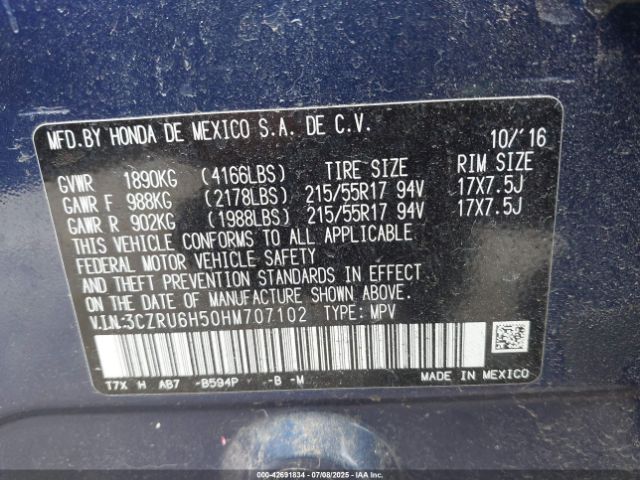 MFD.BY HONDA DE MEXICO S.A. DE C.V. 10/'16
GVWR 1890KG (4166LBS) TIRE SIZE RIM SIZE
GAWR F 988KG (2178LBS) 215/55R17 94V 17X7.5J
GAWR R 902KG (1988LBS) 215/55R17 94V 17X7.5J
THIS VEHICLE CONFORMS TO ALL APPLICABLE
FEDERAL MOTOR VEHICLE SAFETY
AND THEFT PREVENTION STANDARDS IN EFFECT
ON THE DATE OF MANUFACTURE SHOWN ABOVE.
V.I.N:3CZRU6H50HM707102 TYPE: MPV
T7X H AB7 -B594P -B -M MADE IN MEXICO
000-42691834 07/08/2025 IAAI.COM